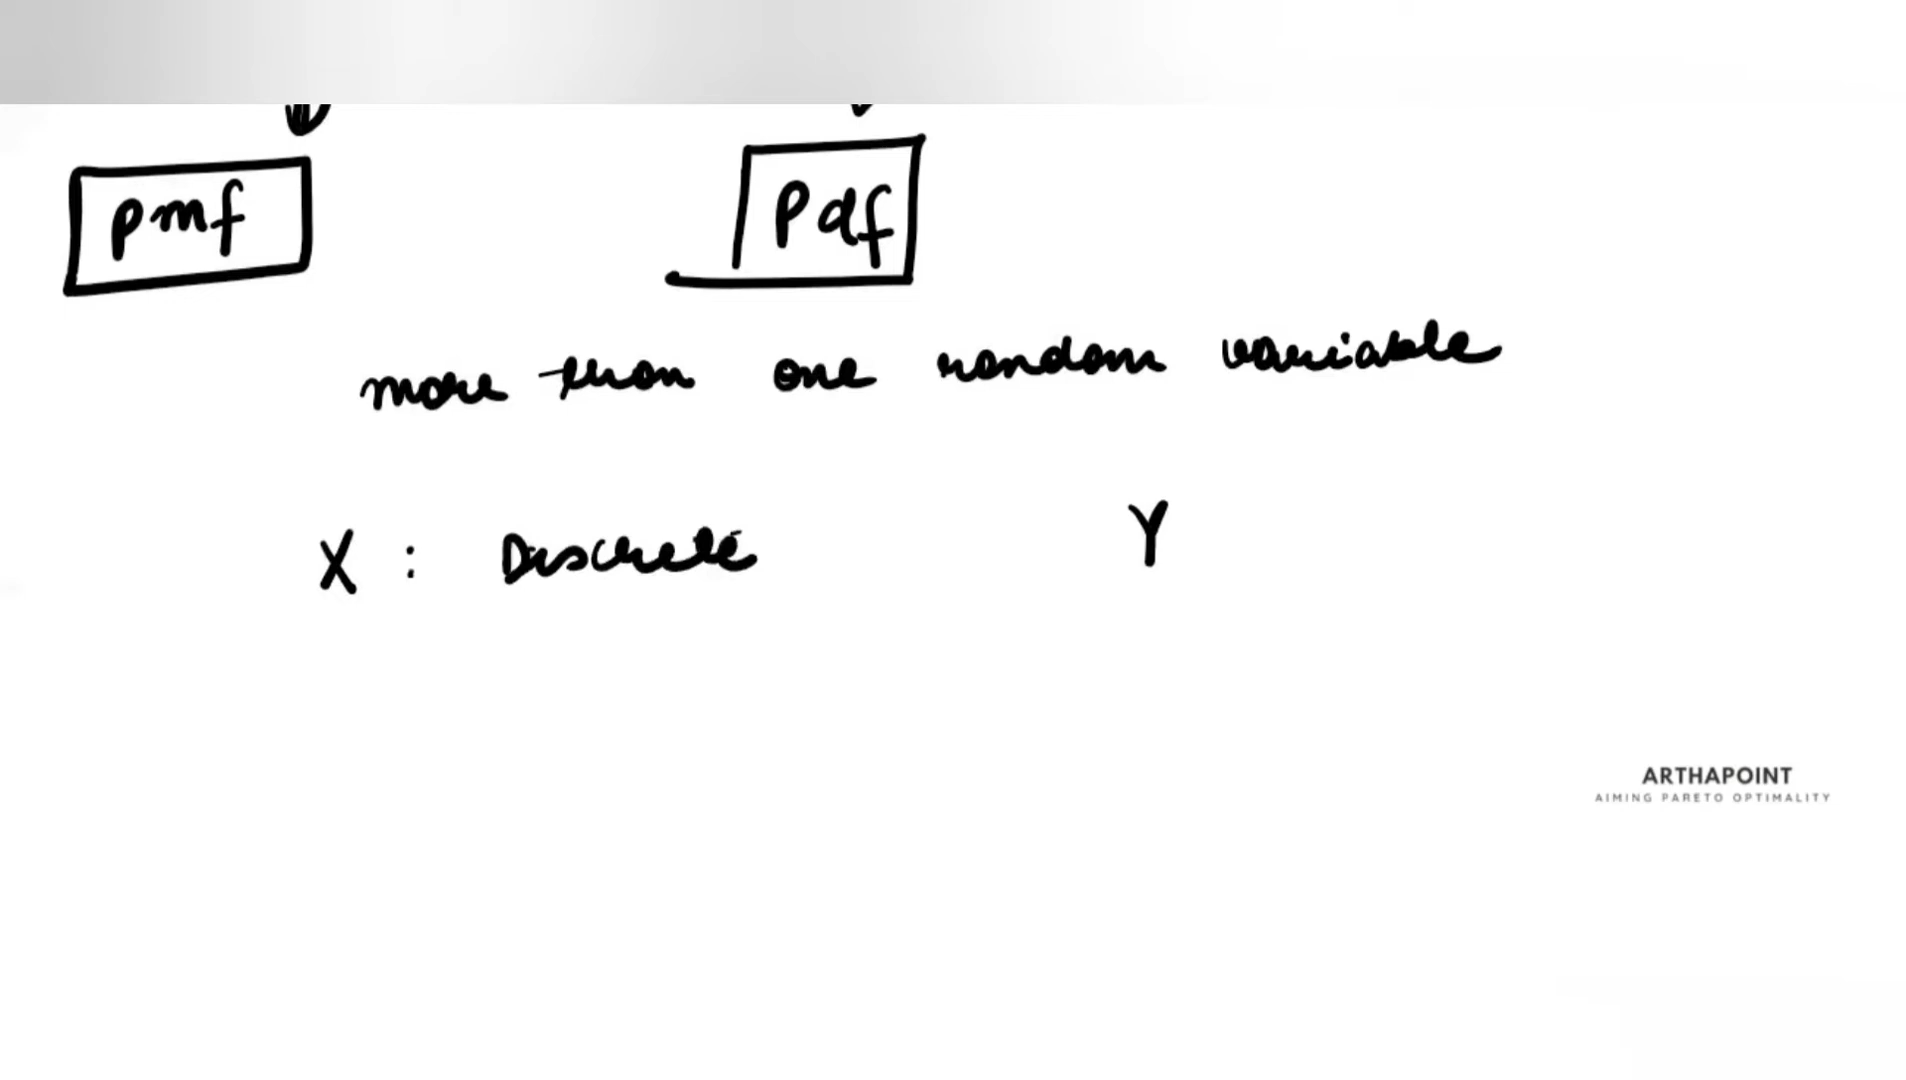 pmf
pdf
more than one random variable
X : Discrete
Y
ARTHAPOINT
AIMING PARETO OPTIMALITY